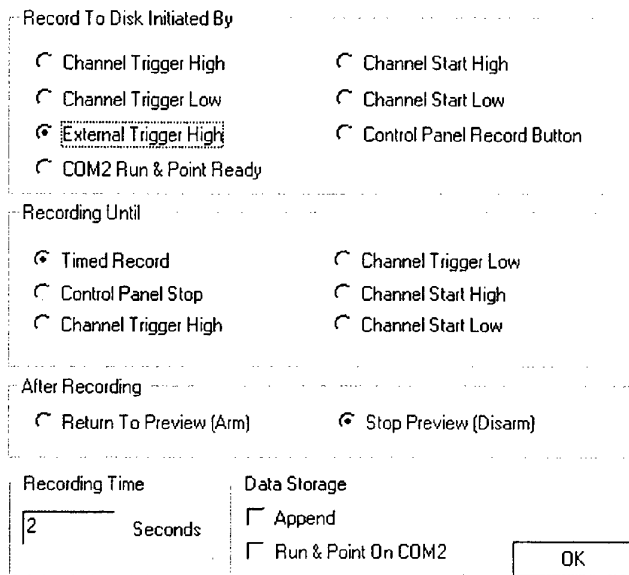 Record To Disk Initiated By
Channel Trigger High
Channel Start High
Channel Trigger Low
Channel Start Low
External Trigger High
Control Panel Record Button
COM2 Run & Point Ready
Recording Until
Timed Record
Channel Trigger Low
Control Panel Stop
Channel Start High
Channel Trigger High
Channel Start Low
After Recording
Return To Preview (Arm)
Stop Preview (Disarm)
Recording Time
Data Storage
2 Seconds
Append
Run & Point On COM2
OK